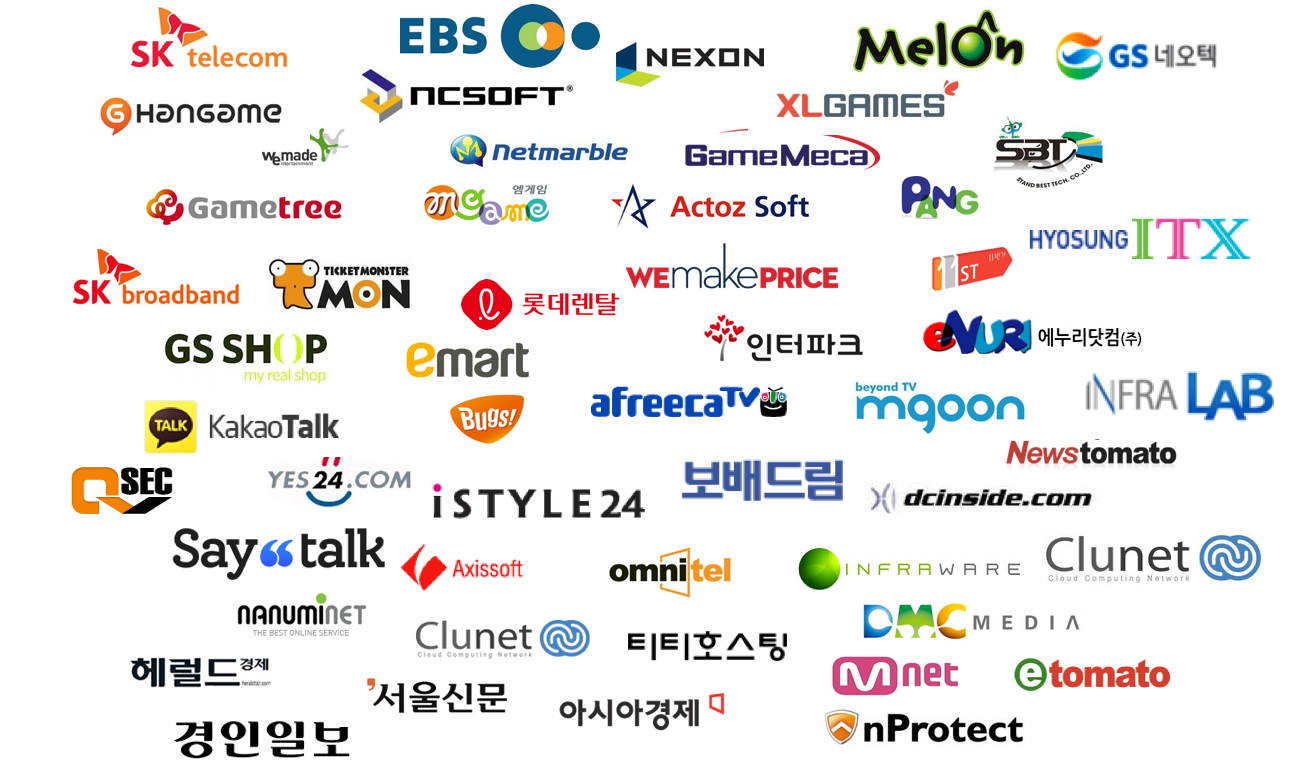 SK telecom
EBS
NEXON
Melon
GS 네오텍
HANGAME
NCSOFT®
XLGAMES
Wemade
entertainment
Netmarble
GameMeca
SBT
STAND BEST TECH. CO.,LTD.
Gametree
엠게임
mgame
Actoz Soft
PANG
HYOSUNG ITX
SK broadband
TICKETMONSTER
TMON
롯데렌탈
WEmakePRICE
11ST
11번가
GS SHOP
my real shop
emart
인터파크
eNURI 에누리닷컴(주)
TALK KakaoTalk
Bugs!
afreecaTV
beyond TV
mgoon
INFRA LAB
QSEC
YES24.COM
iSTYLE24
보배드림
Newstomato
dcinside.com
Say talk
Axissoft
omnitel
INFRAWARE
Clunet
Cloud Computing Network
NANUMINET
THE BEST ONLINE SERVICE
Clunet
Cloud Computing Network
티티호스팅
DMC MEDIA
헤럴드경제
heraldbiz.com
서울신문
아시아경제
Mnet
etomato
경인일보
nProtect